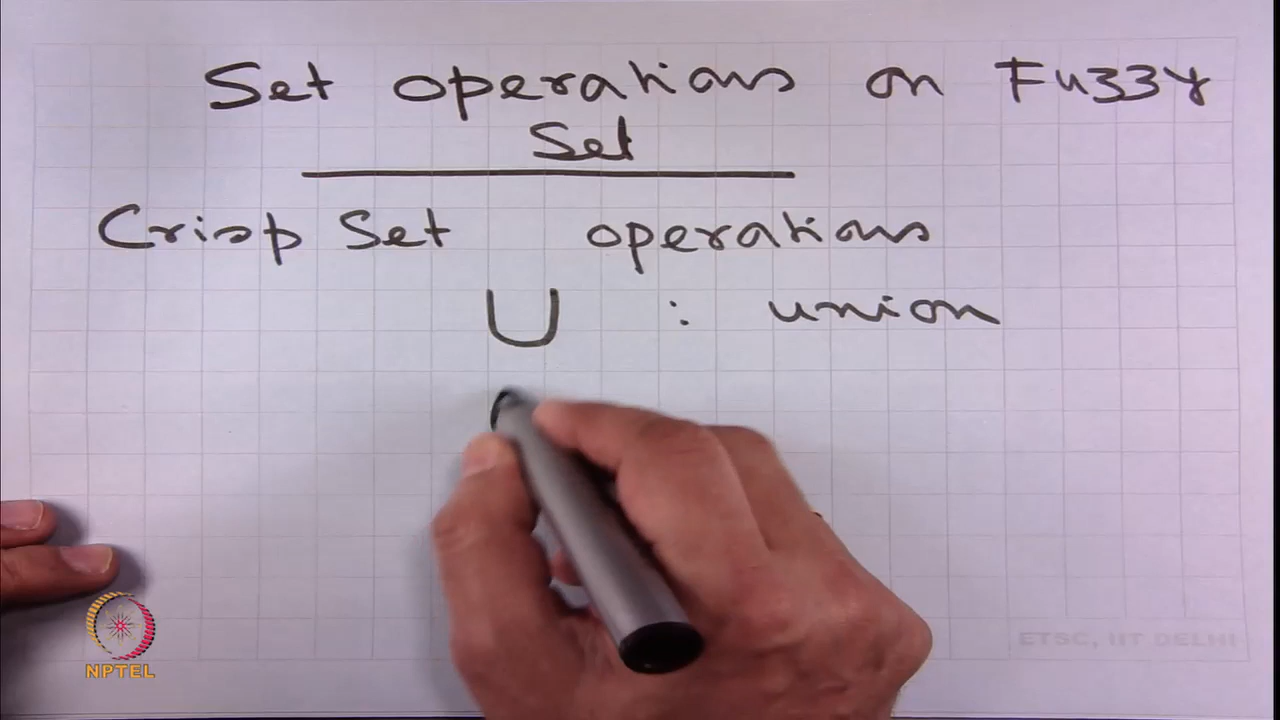 Set operations on Fuzzy
Set
Crisp Set operations
U : union
ETSC, IIT DELHI
NPTEL